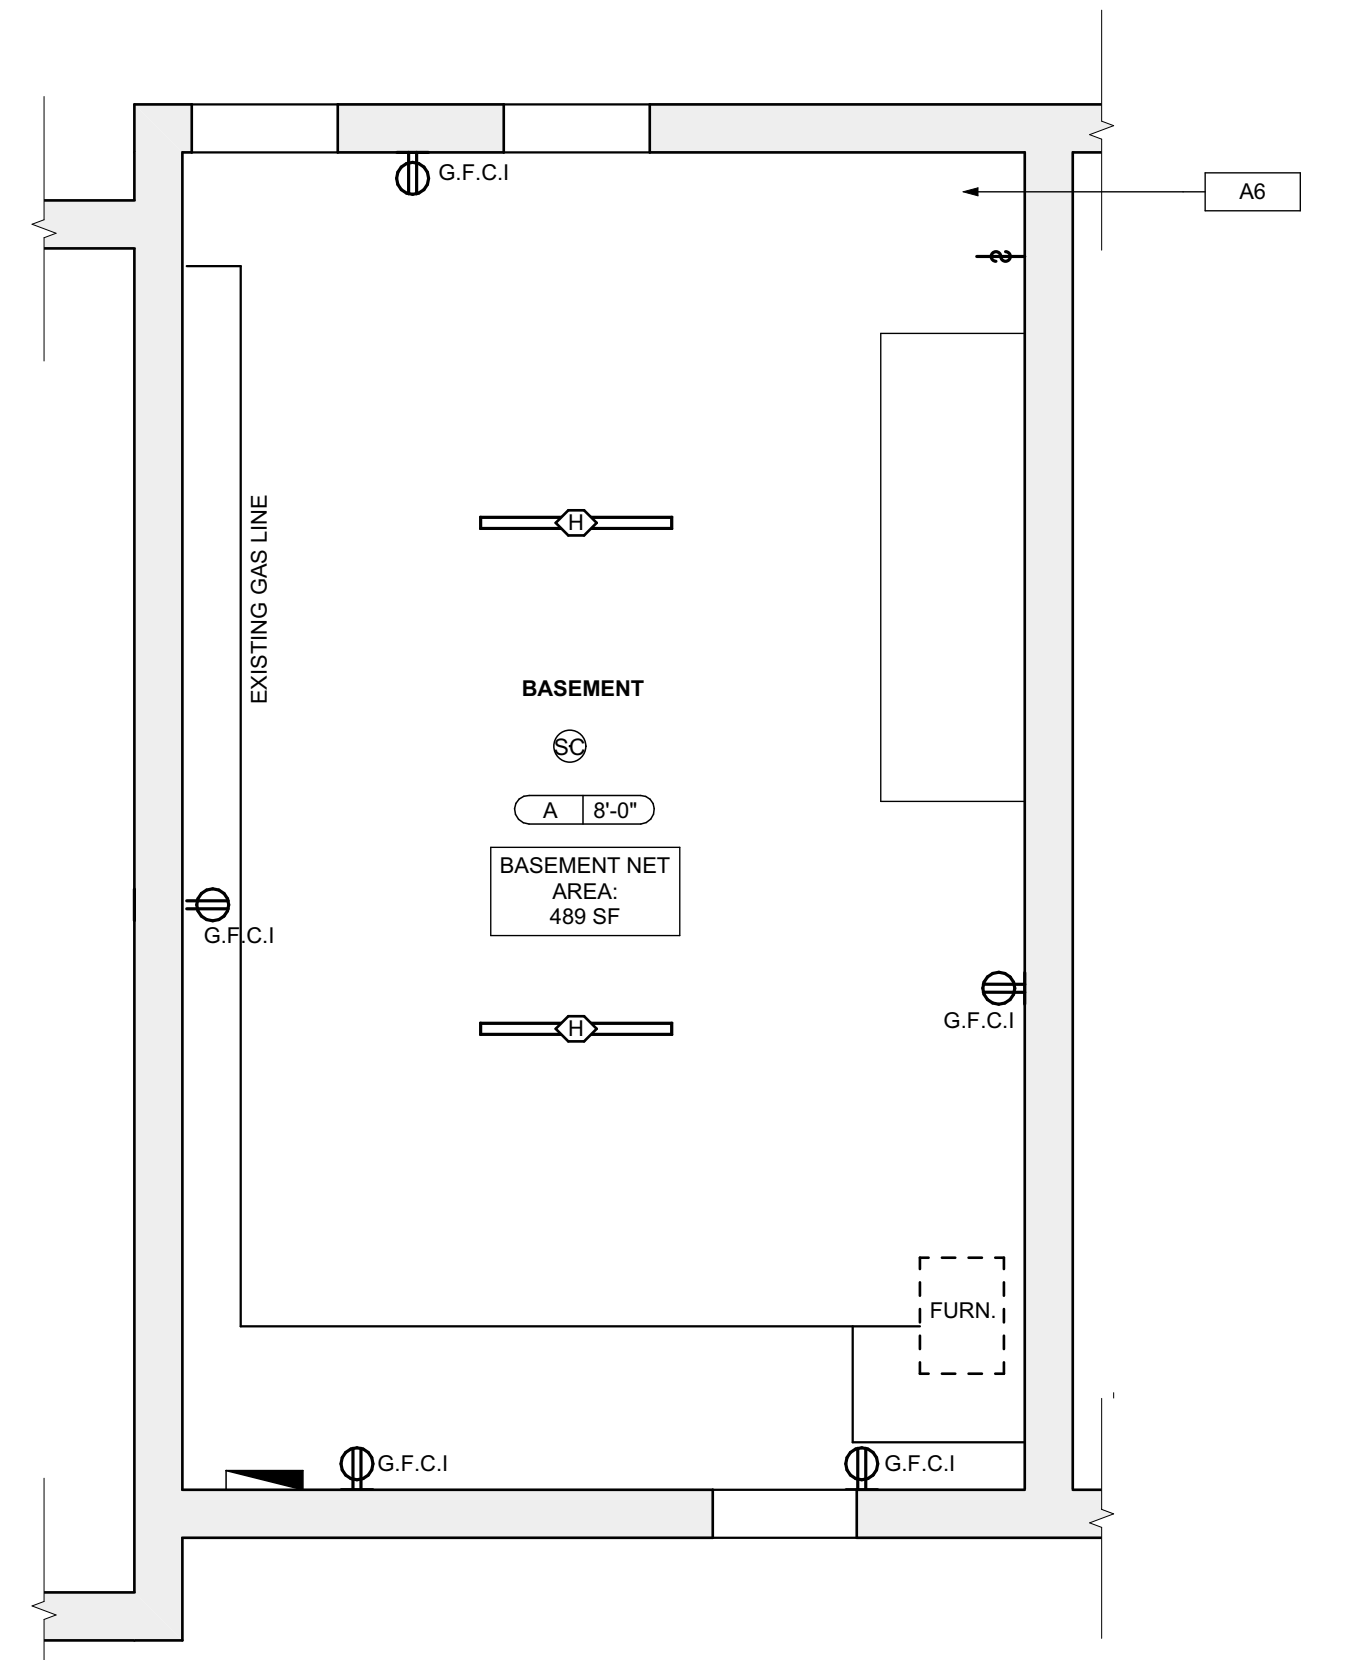 G.F.C.I
A6
EXISTING GAS LINE
H
BASEMENT
SC
A 8'-0"
BASEMENT NET
AREA:
489 SF
G.F.C.I
G.F.C.I
H
FURN.
G.F.C.I
G.F.C.I